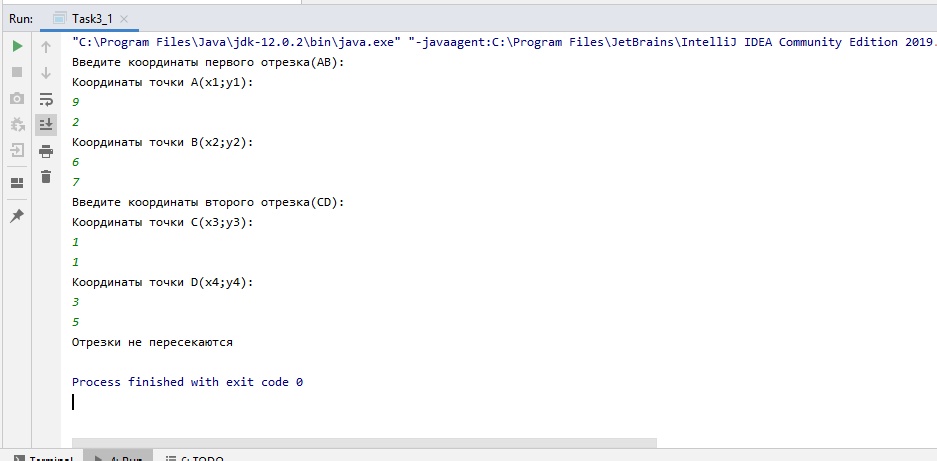 Run: Task3_1
"C:\Program Files\Java\jdk-12.0.2\bin\java.exe" "-javaagent:C:\Program Files\JetBrains\IntelliJ IDEA Community Edition 2019.
Введите координаты первого отрезка(AB):
Координаты точки A(x1;y1):
9
2
Координаты точки B(x2;y2):
6
7
Введите координаты второго отрезка(CD):
Координаты точки C(x3;y3):
1
1
Координаты точки D(x4;y4):
3
5
Отрезки не пересекаются
Process finished with exit code 0
Terminal 4: Run 6: TODO